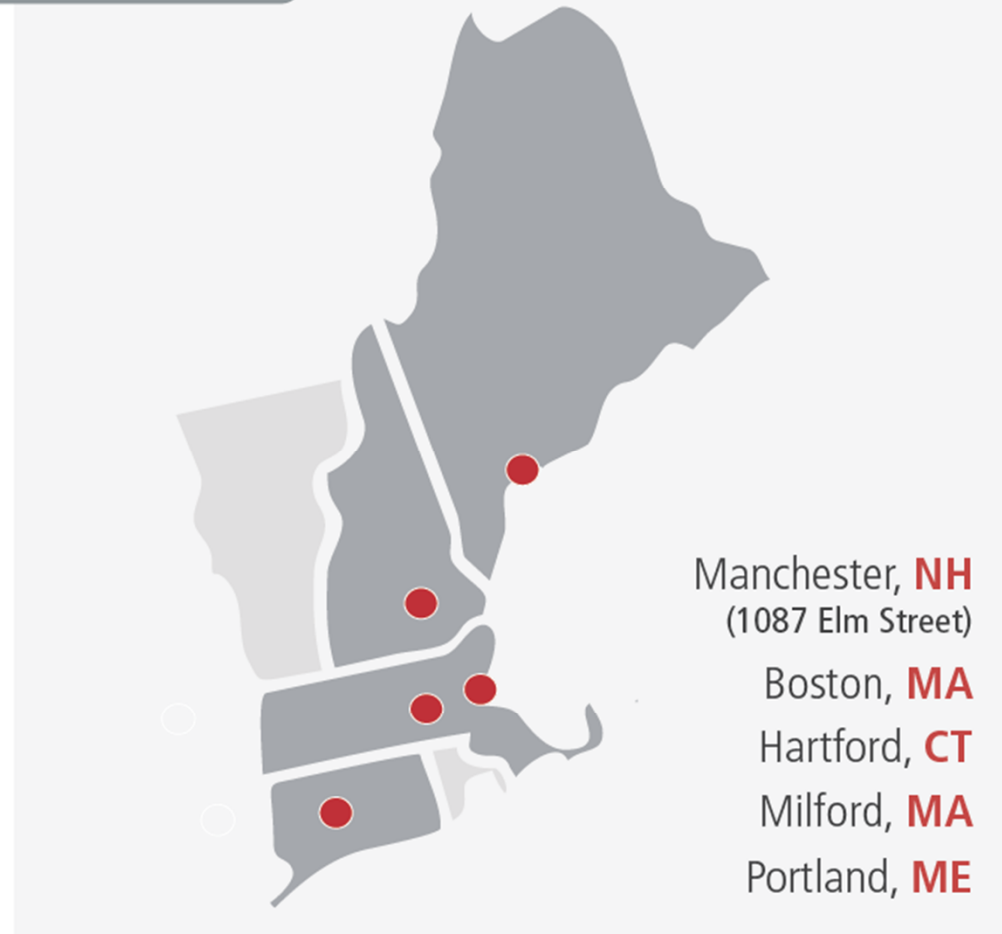 Manchester, NH
(1087 Elm Street)
Boston, MA
Hartford, CT
Milford, MA
Portland, ME